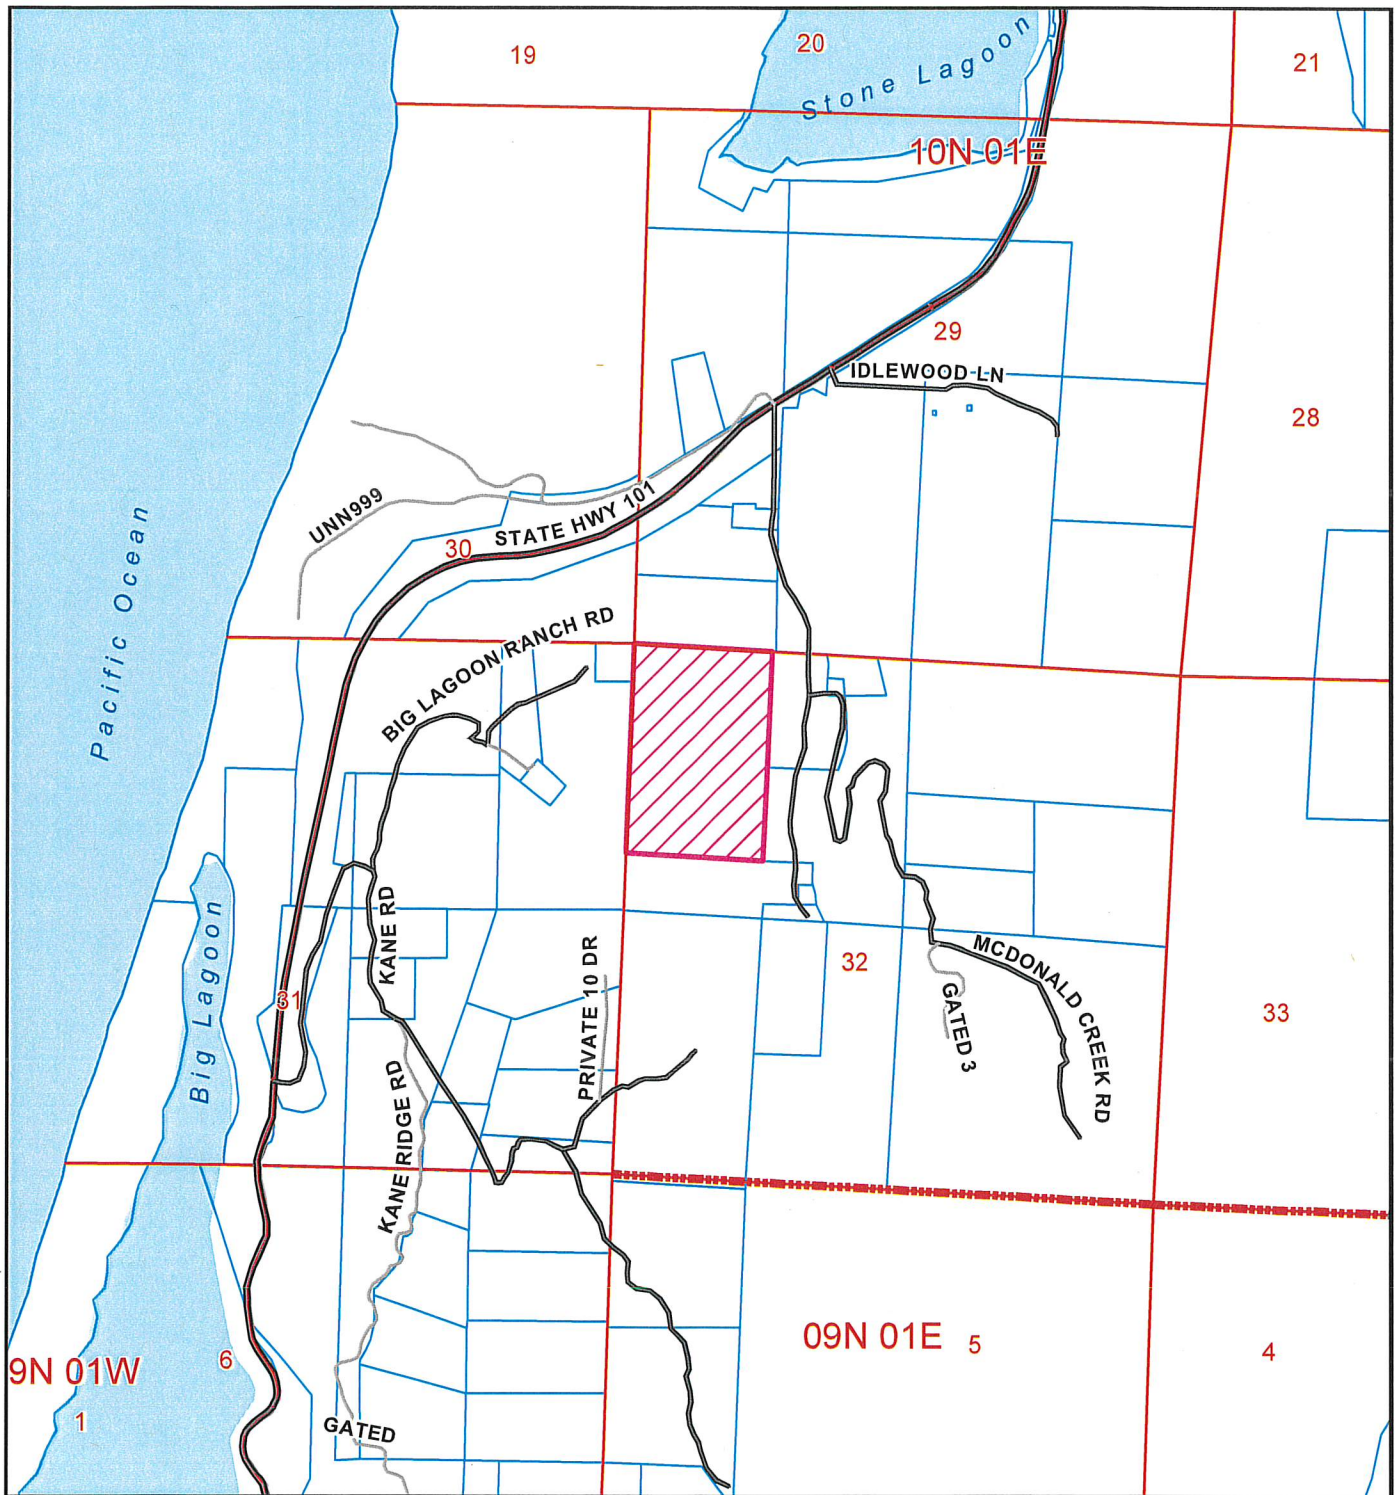 19
20
21
Stone Lagoon
10N 01E
29
IDLEWOOD LN
28
UNN999
STATE HWY 101
30
Pacific Ocean
BIG LAGOON RANCH RD
KANE RD
Big Lagoon
31
PRIVATE 10 DR
32
MCDONALD CREEK RD
GATED 3
33
KANE RIDGE RD
09N 01E
5
4
9N 01W
6
1
GATED